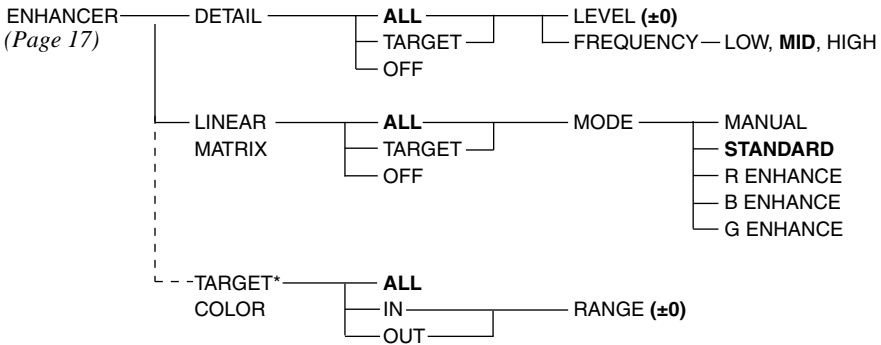 ENHANCER DETAIL ALL LEVEL (±0)
(Page 17) TARGET FREQUENCY LOW, MID, HIGH
OFF
LINEAR ALL MODE MANUAL
MATRIX TARGET STANDARD
OFF R ENHANCE
B ENHANCE
G ENHANCE
TARGET* ALL
COLOR IN RANGE (±0)
OUT